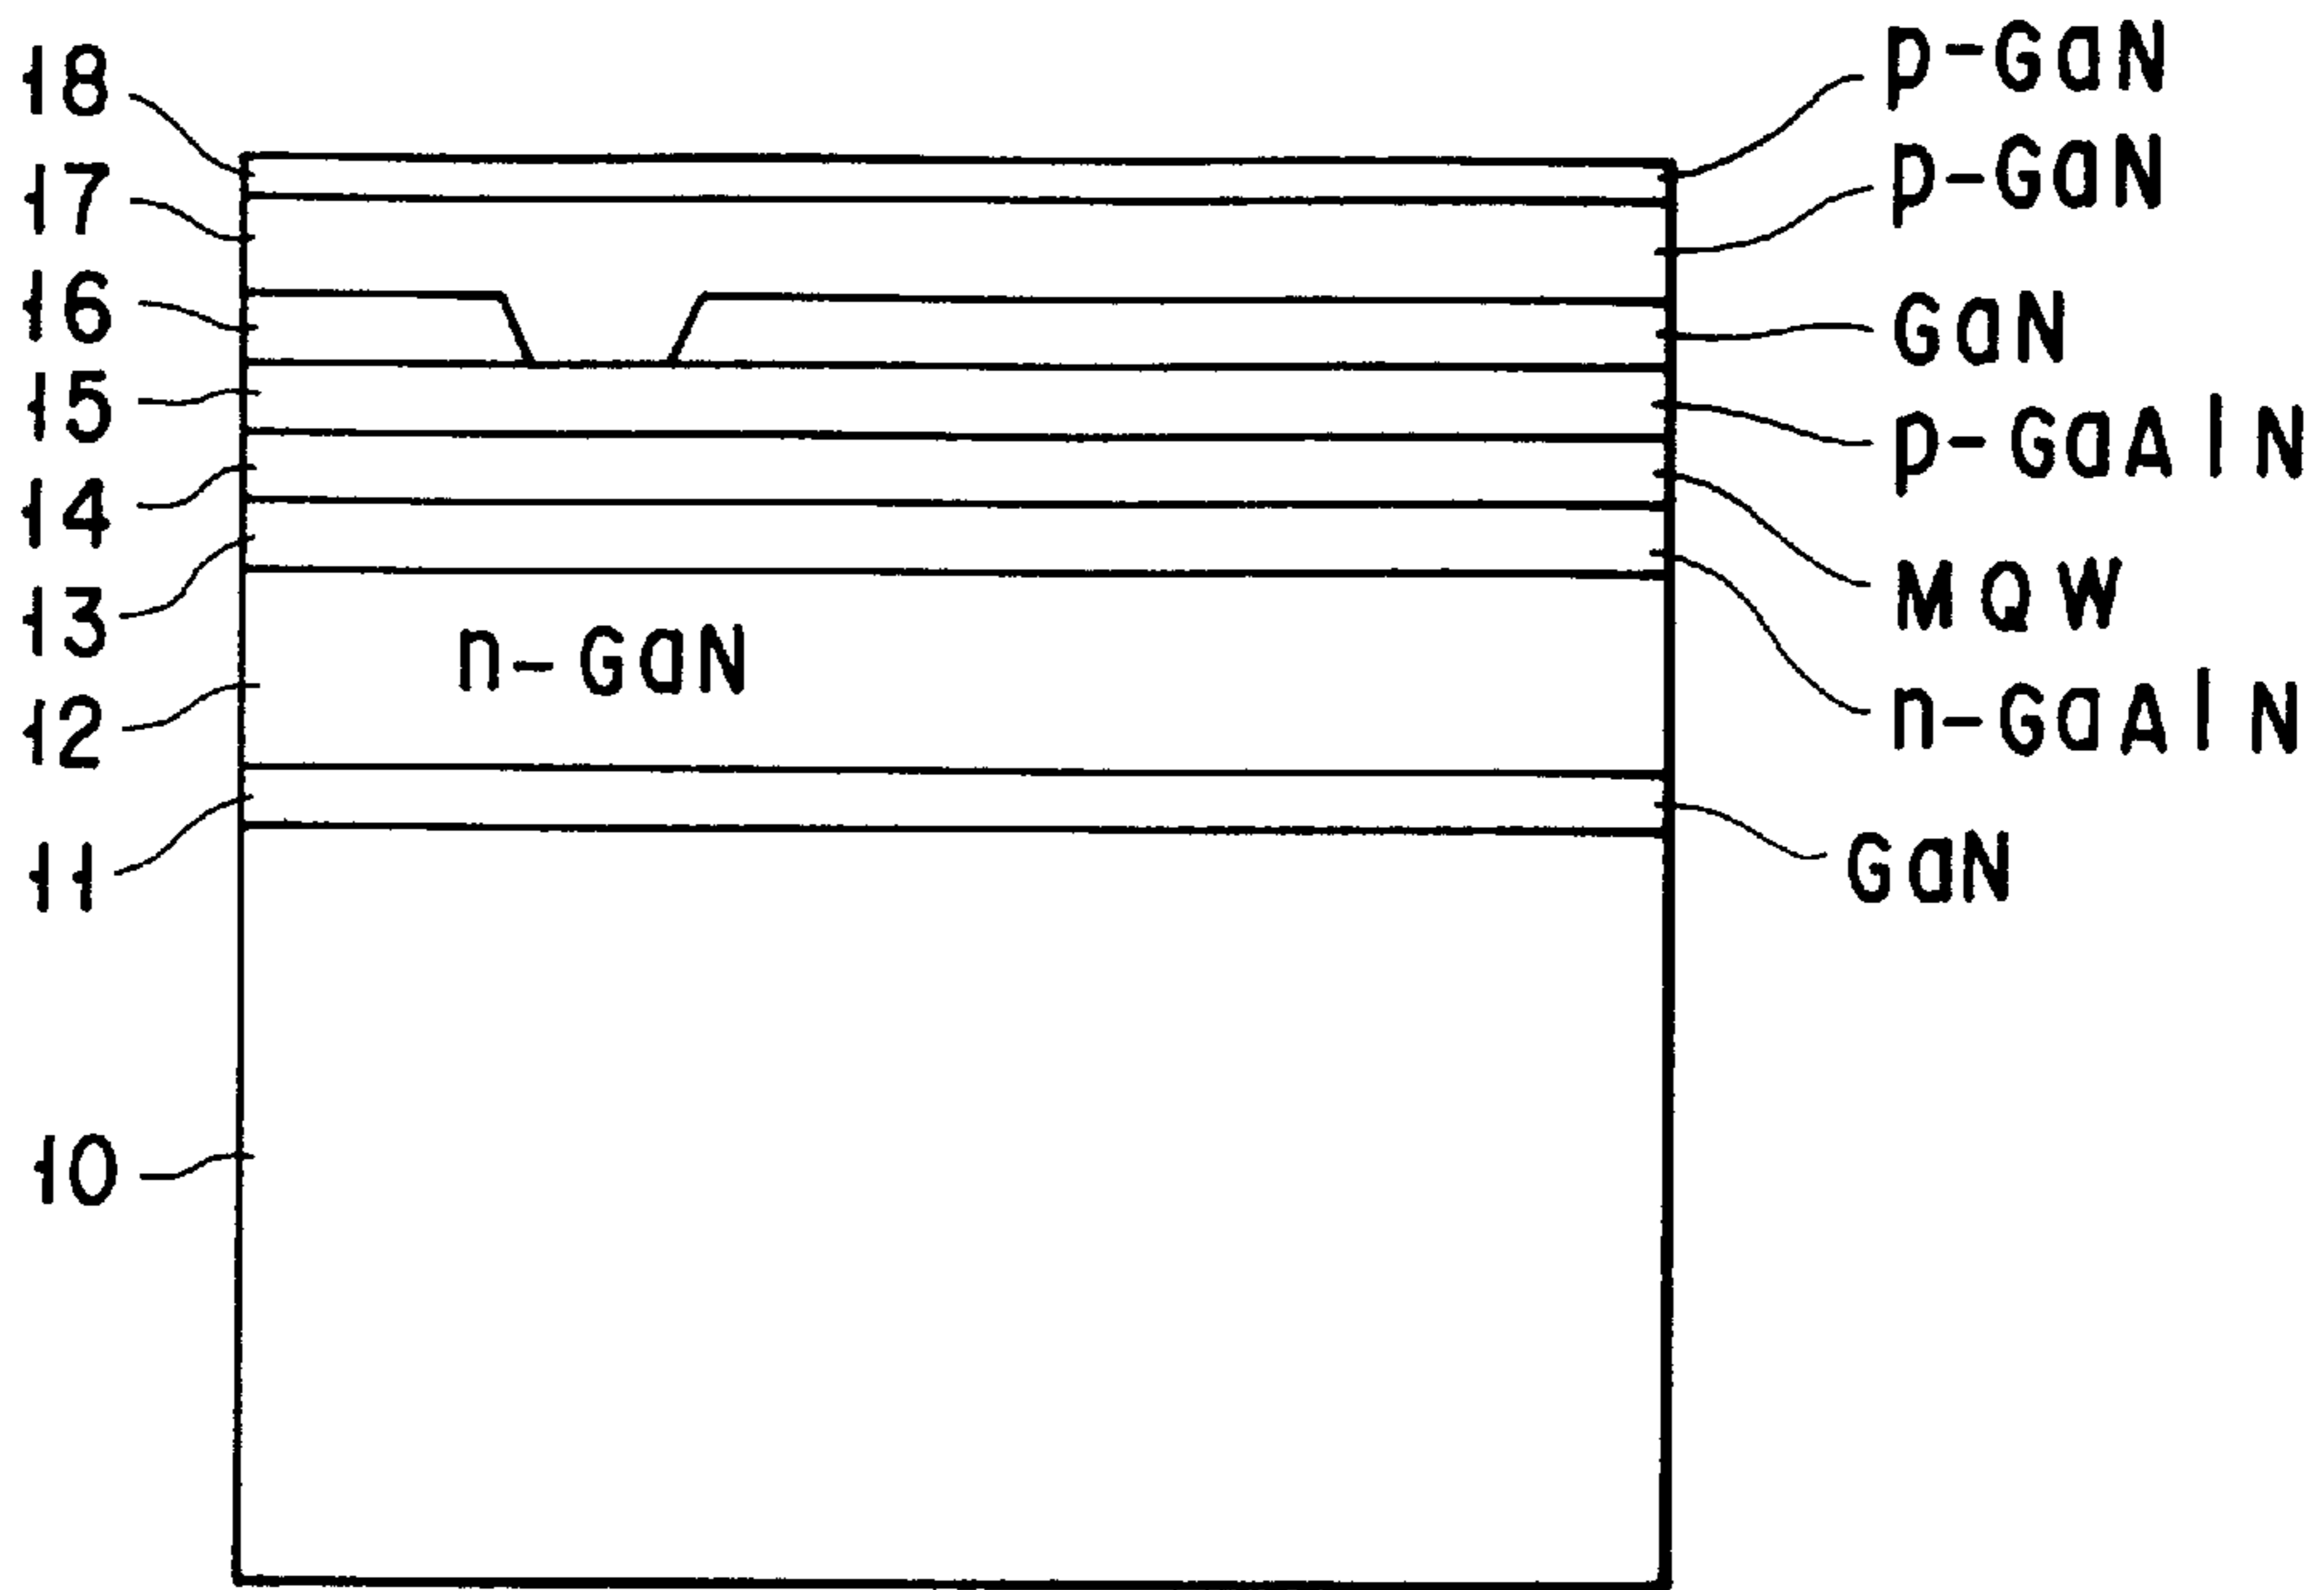 18
17
16
15
14
13
12
11
10
n-GaN
p-GaN
p-GaN
GaN
p-GaAlN
MQW
n-GaAlN
GaN